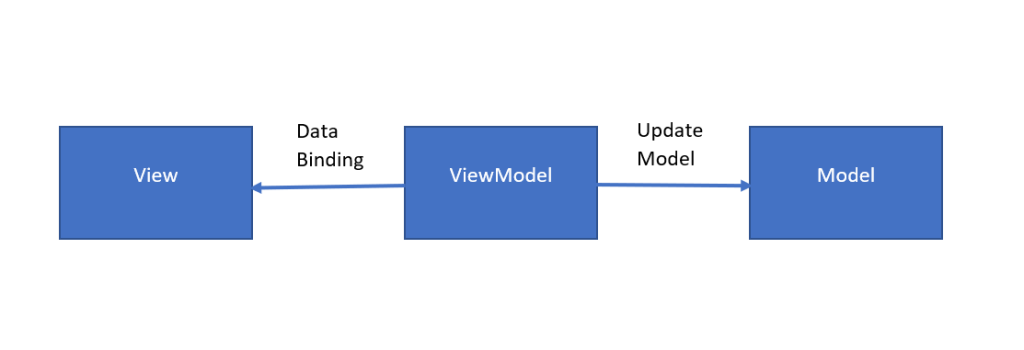 View
Data
Binding
ViewModel
Update
Model
Model